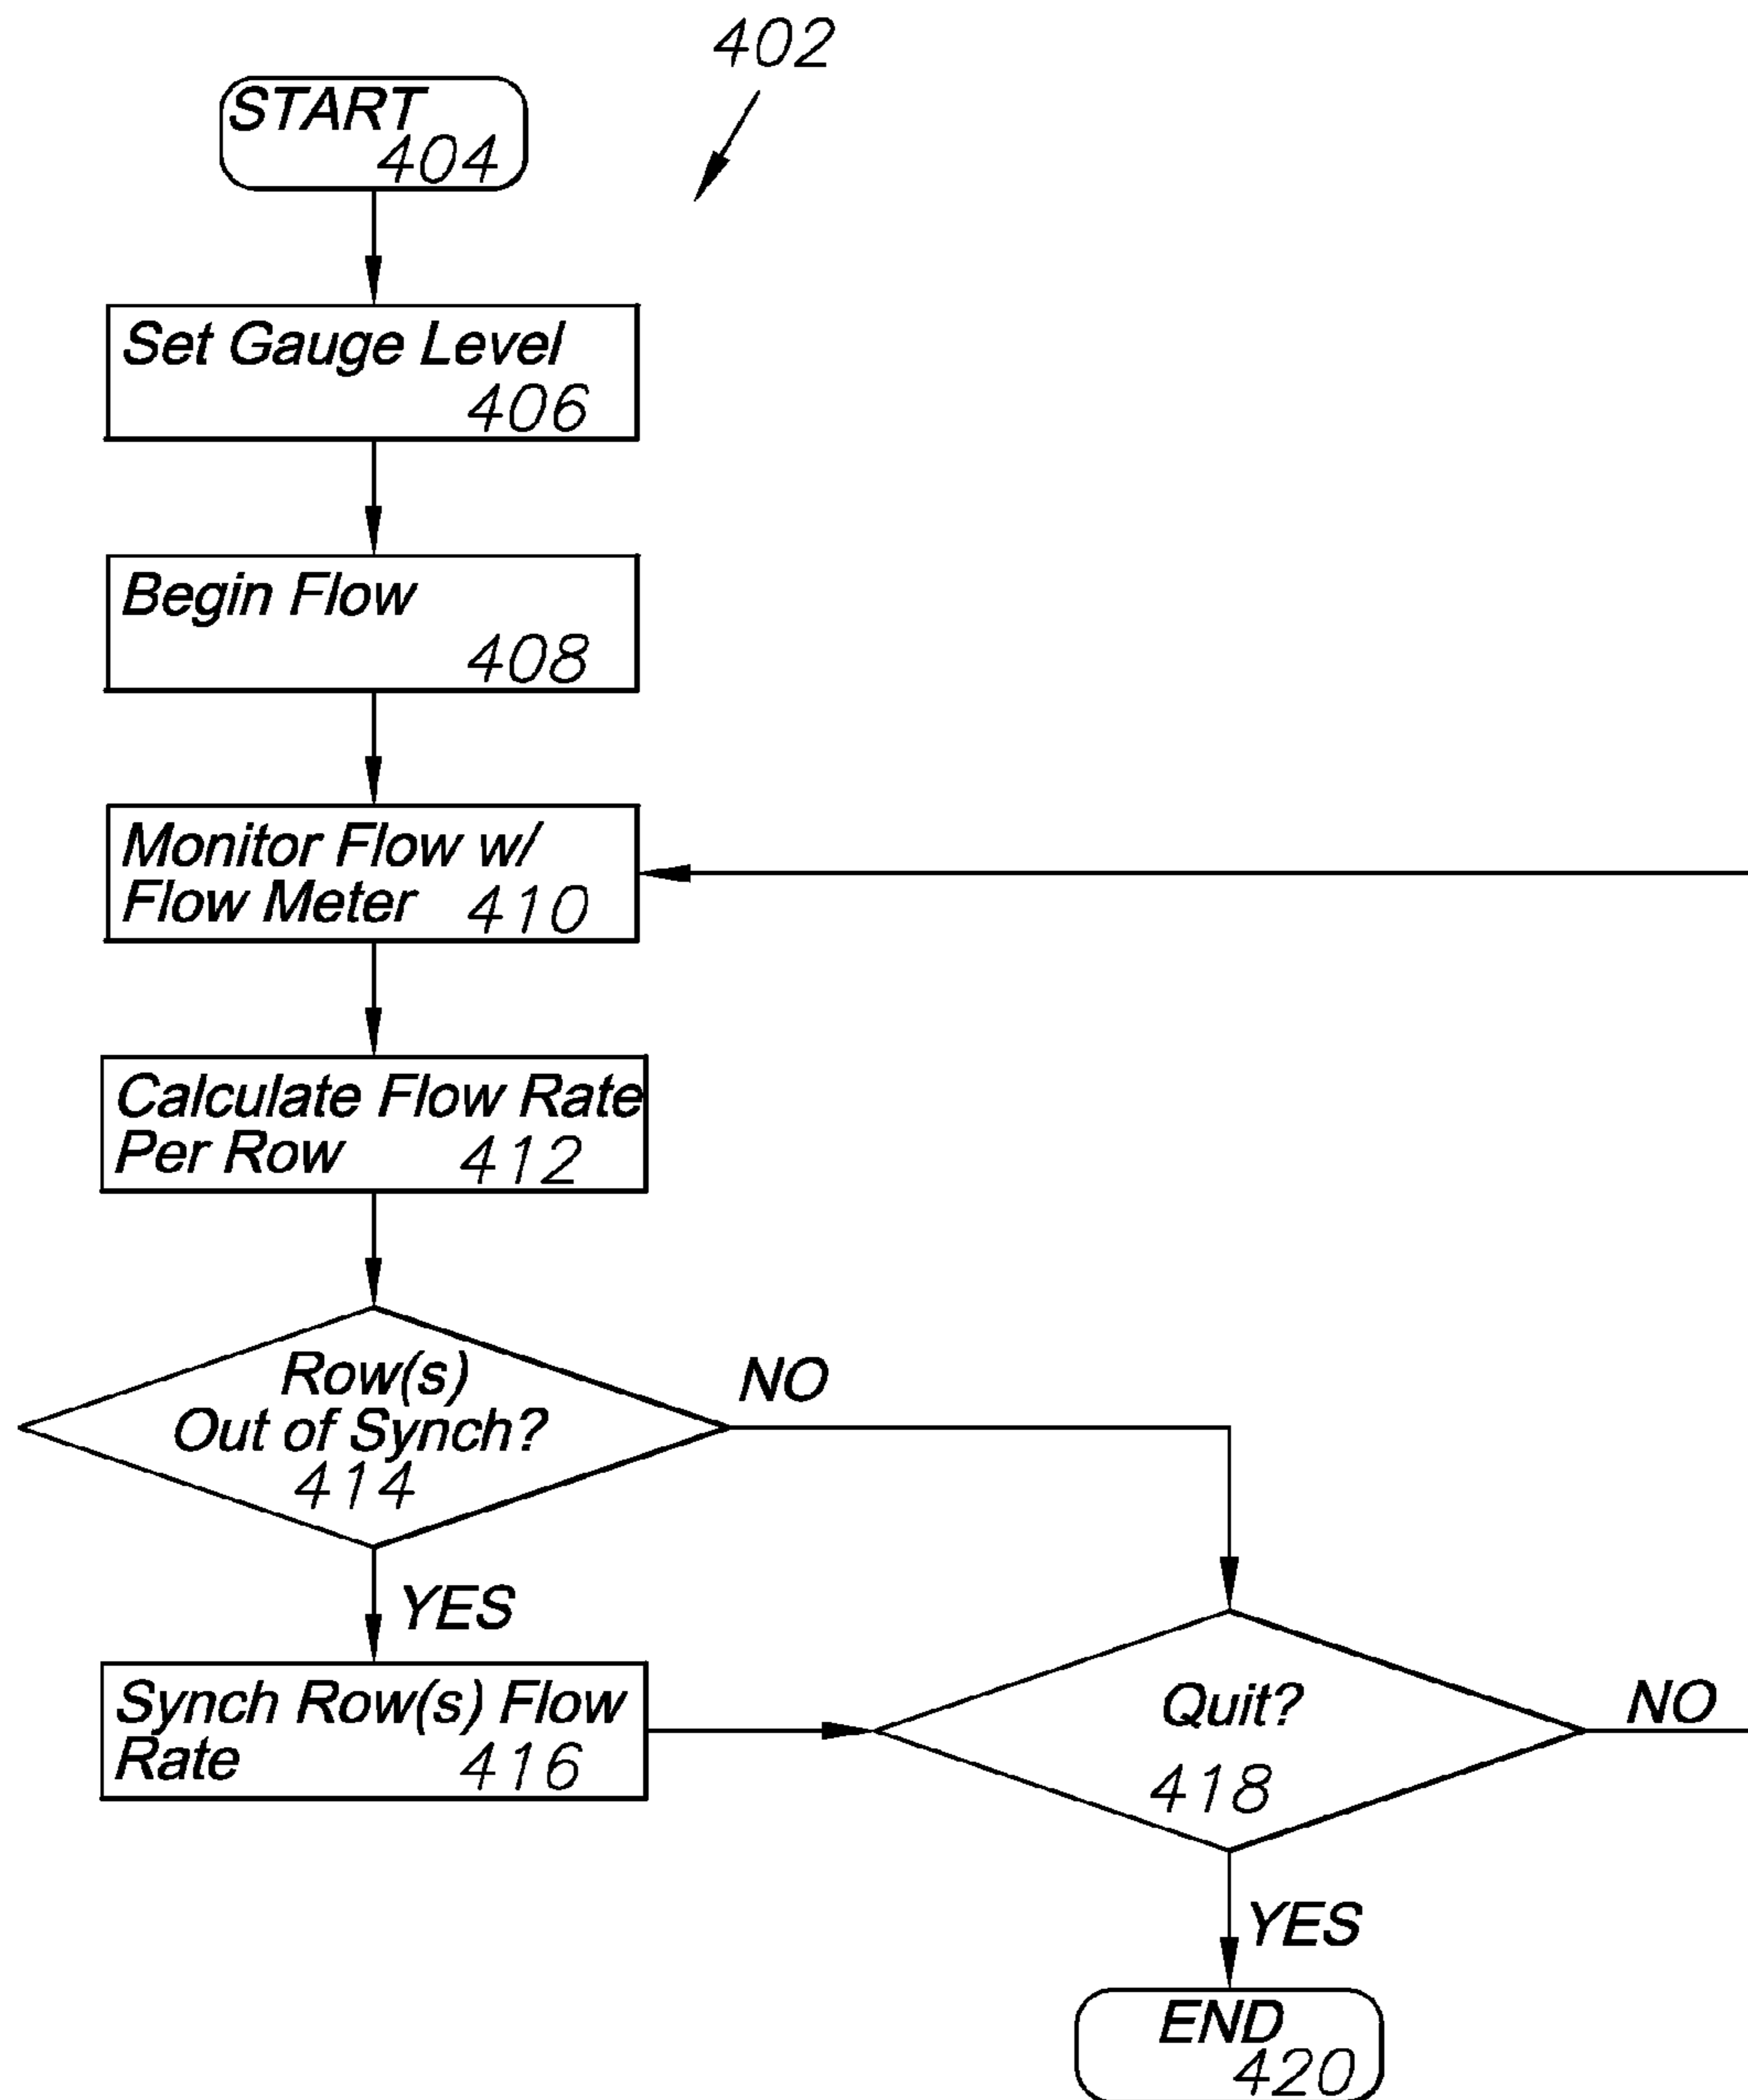 402
START
404
Set Gauge Level
406
Begin Flow
408
Monitor Flow w/
Flow Meter 410
Calculate Flow Rate
Per Row 412
Row(s)
Out of Synch?
414
NO
YES
Synch Row(s) Flow
Rate 416
Quit?
418
NO
YES
END
420